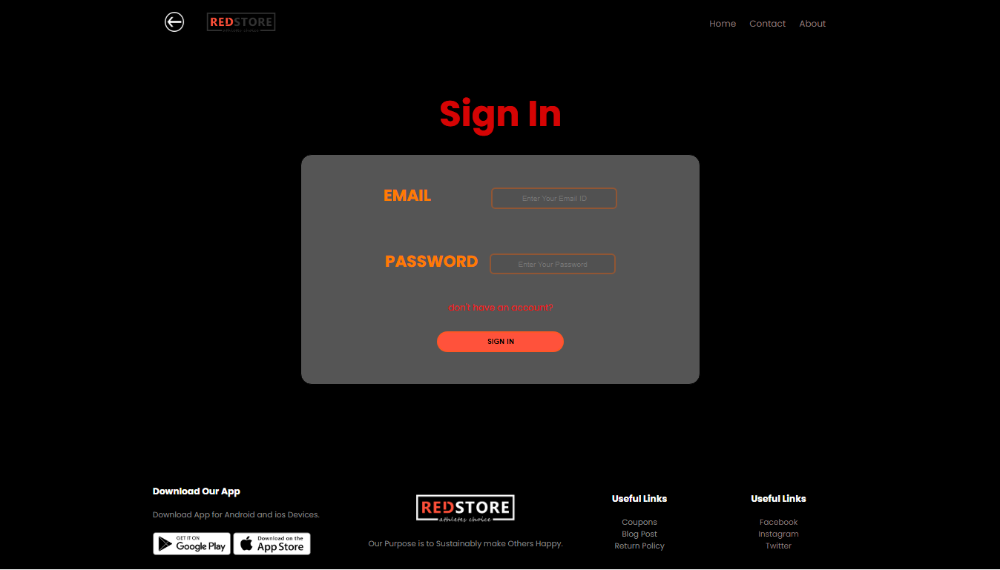 REDSTORE
athletes choice
Home Contact About
Sign In
EMAIL
Enter Your Email ID
PASSWORD
Enter Your Password
don't have an account?
SIGN IN
Download Our App
Download App for Android and ios Devices.
GET IT ON
Google Play
Download on the
App Store
REDSTORE
athletes choice
Our Purpose is to Sustainably make Others Happy.
Useful Links
Coupons
Blog Post
Return Policy
Useful Links
Facebook
Instagram
Twitter